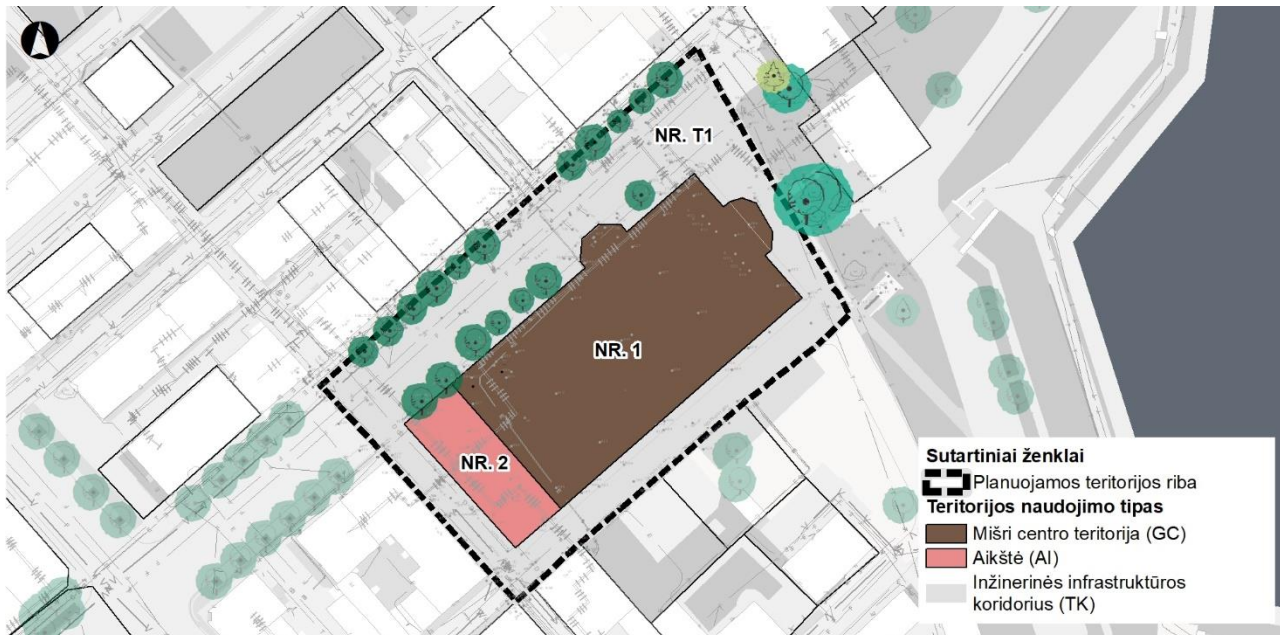 NR. T1
NR. 1
NR. 2
Sutartiniai ženklai
Planuojamos teritorijos riba
Teritorijos naudojimo tipas
Mišri centro teritorija (GC)
Aikštė (AI)
Inžinerinės infrastruktūros
koridorius (TK)